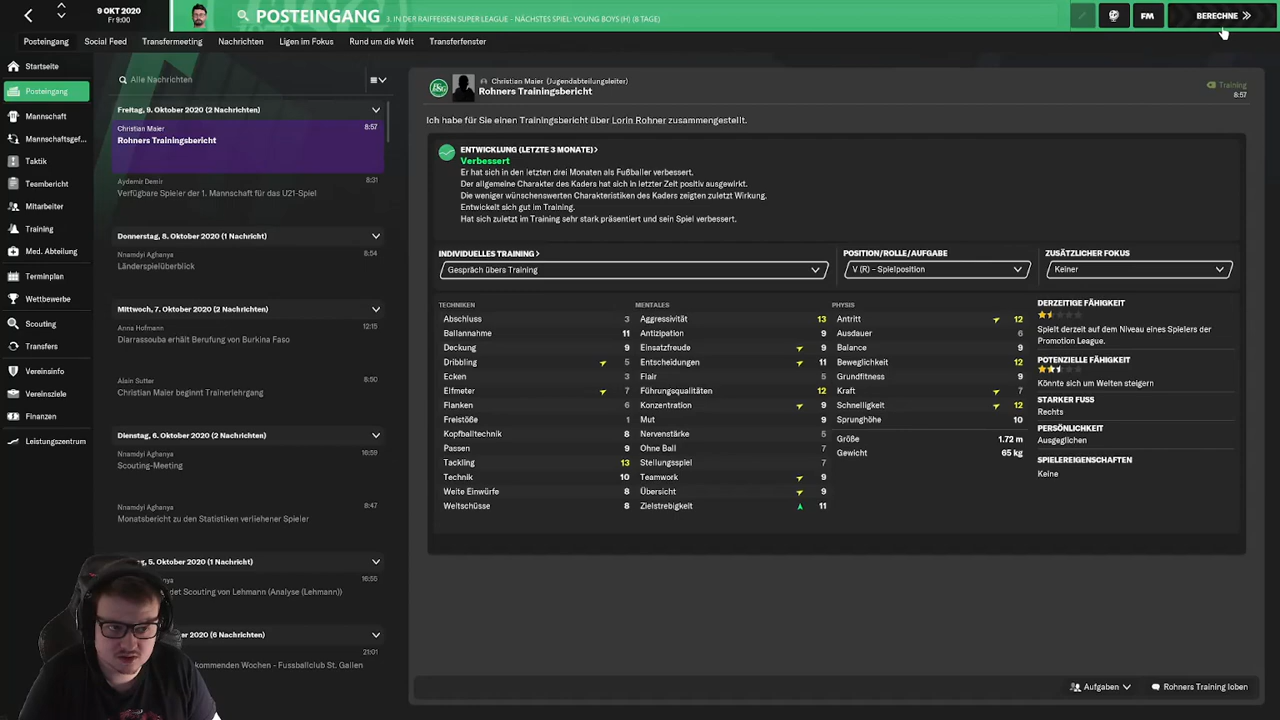 9 OKT 2020
Fr 9:00
POSTEINGANG
3. IN DER RAIFFEISEN SUPER LEAGUE - NÄCHSTES SPIEL: YOUNG BOYS (H) (8 TAGE)
FM
BERECHNE
Posteingang
Social Feed
Transfermeeting
Nachrichten
Ligen im Fokus
Rund um die Welt
Transferfenster
Startseite
Posteingang
Mannschaft
Mannschaftsgef...
Taktik
Teambericht
Mitarbeiter
Training
Med. Abteilung
Terminplan
Wettbewerbe
Scouting
Transfers
Vereinsinfo
Vereinsziele
Finanzen
Leistungszentrum
Alle Nachrichten
Freitag, 9. Oktober 2020 (2 Nachrichten)
Christian Maier 8:57
Rohners Trainingsbericht
Aydemir Demir 8:31
Verfügbare Spieler der 1. Mannschaft für das U21-Spiel
Donnerstag, 8. Oktober 2020 (1 Nachricht)
Nnamdyi Aghanya 8:54
Länderspielüberblick
Mittwoch, 7. Oktober 2020 (2 Nachrichten)
Anna Hofmann 12:15
Diarrassouba erhält Berufung von Burkina Faso
Alain Sutter 8:50
Christian Maier beginnt Trainerlehrgang
Dienstag, 6. Oktober 2020 (2 Nachrichten)
Nnamdyi Aghanya 16:59
Scouting-Meeting
Nnamdyi Aghanya 8:47
Monatsbericht zu den Statistiken verliehener Spieler
5. Oktober 2020 (1 Nachricht)
Aghanya 16:55
det Scouting von Lehmann (Analyse (Lehmann))
2020 (6 Nachrichten)
21:01
kommenden Wochen - Fussballclub St. Gallen
Christian Maier (Jugendabteilungsleiter)
Rohners Trainingsbericht
Training
8:57
Ich habe für Sie einen Trainingsbericht über Lorin Rohner zusammengestellt.
ENTWICKLUNG (LETZTE 3 MONATE)
Verbessert
Er hat sich in den letzten drei Monaten als Fußballer verbessert.
Der allgemeine Charakter des Kaders hat sich in letzter Zeit positiv ausgewirkt.
Die weniger wünschenswerten Charakteristiken des Kaders zeigten zuletzt Wirkung.
Entwickelt sich gut im Training.
Hat sich zuletzt im Training sehr stark präsentiert und sein Spiel verbessert.
INDIVIDUELLES TRAINING
Gespräch übers Training
POSITION/ROLLE/AUFGABE
V (R) – Spielposition
ZUSÄTZLICHER FOKUS
Keiner
TECHNIKEN
Abschluss 3
Ballannahme 11
Deckung 9
Dribbling 5
Ecken 3
Elfmeter 7
Flanken 6
Freistöße 1
Kopfballtechnik 8
Passen 9
Tackling 13
Technik 10
Weite Einwürfe 8
Weitschüsse 8
MENTALES
Aggressivität 13
Antizipation 9
Einsatzfreude 9
Entscheidungen 11
Flair 5
Führungsqualitäten 12
Konzentration 9
Mut 9
Nervenstärke 5
Ohne Ball 7
Stellungsspiel 7
Teamwork 9
Übersicht 9
Zielstrebigkeit 11
PHYSIS
Antritt 12
Ausdauer 6
Balance 9
Beweglichkeit 12
Grundfitness 9
Kraft 7
Schnelligkeit 12
Sprunghöhe 10
Größe 1.72 m
Gewicht 65 kg
DERZEITIGE FÄHIGKEIT
Spielt derzeit auf dem Niveau eines Spielers der
Promotion League.
POTENZIELLE FÄHIGKEIT
Könnte sich um Welten steigern
STARKER FUSS
Rechts
PERSÖNLICHKEIT
Ausgeglichen
SPIELEREIGENSCHAFTEN
Keine
Aufgaben
Rohners Training loben